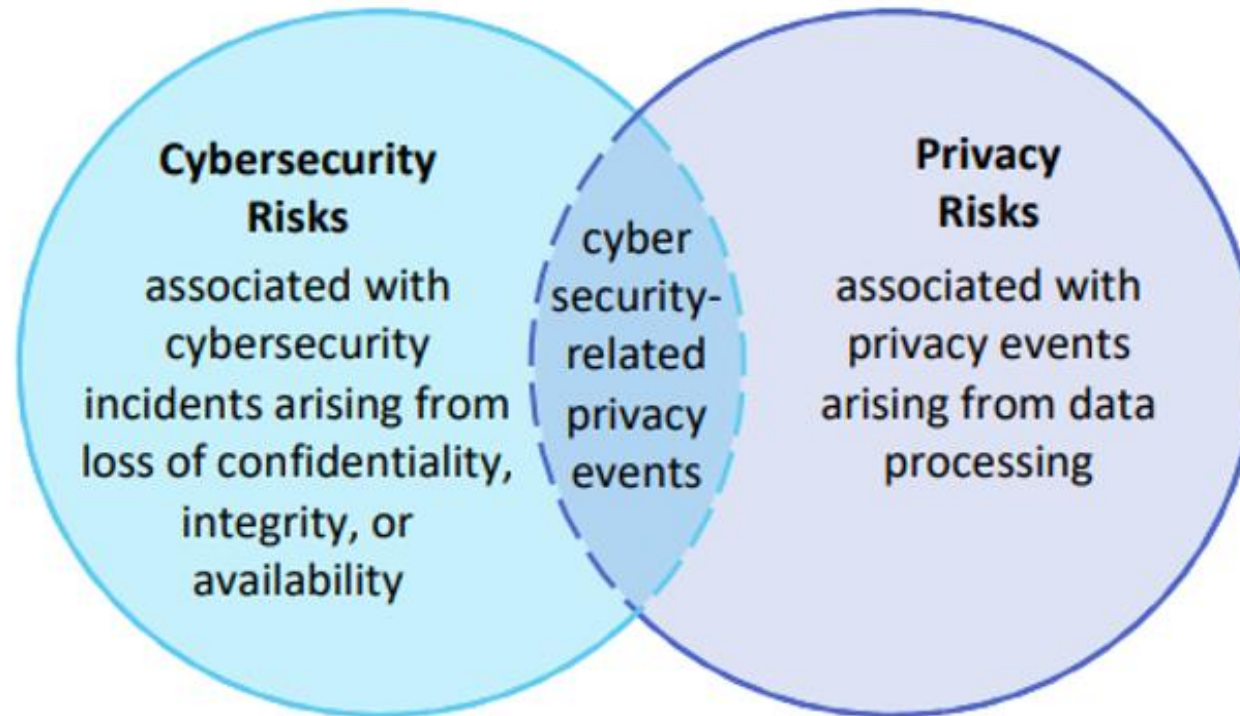 Cybersecurity
Risks
associated with
cybersecurity
incidents arising from
loss of confidentiality,
integrity, or
availability
cyber
security-
related
privacy
events
Privacy
Risks
associated with
privacy events
arising from data
processing